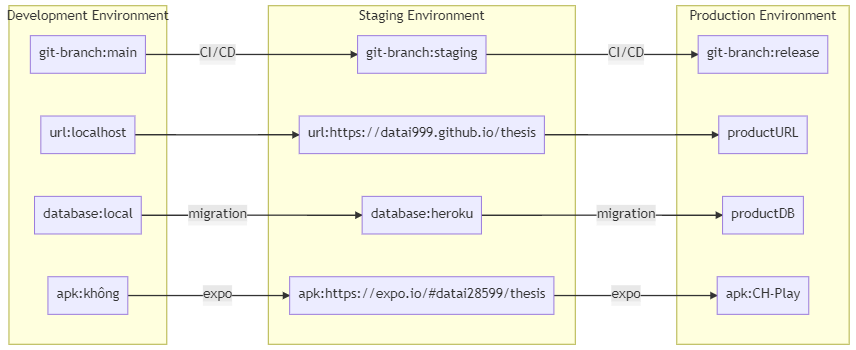 Development Environment
Staging Environment
Production Environment
git-branch:main
CI/CD
git-branch:staging
CI/CD
git-branch:release
url:localhost
url:https://datai999.github.io/thesis
productURL
database:local
migration
database:heroku
migration
productDB
apk:không
expo
apk:https://expo.io/#datai28599/thesis
expo
apk:CH-Play